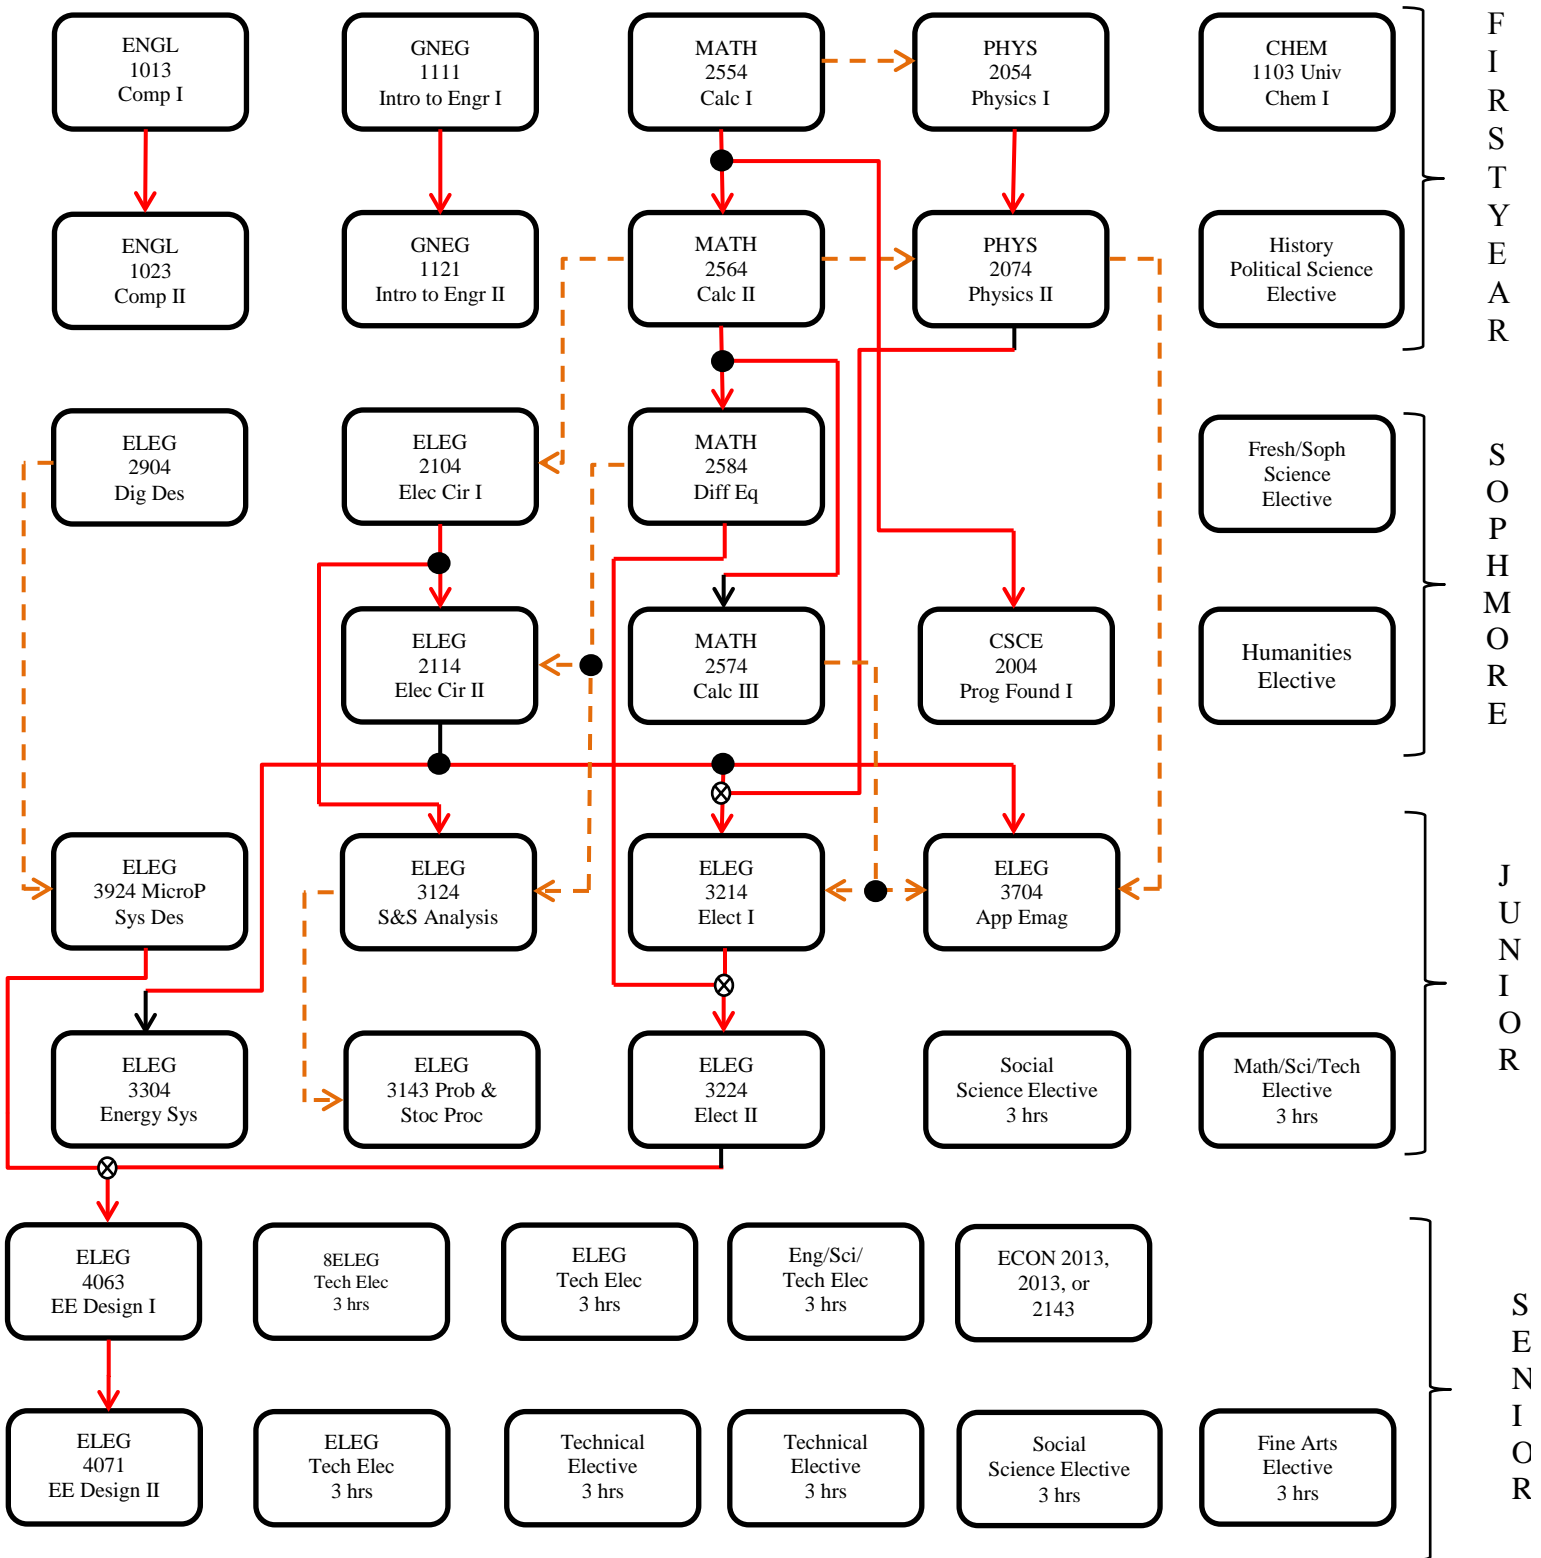 ENGL
1013
Comp I
GNEG
1111
Intro to Engr I
MATH
2554
Calc I
PHYS
2054
Physics I
CHEM
1103 Univ
Chem I
ENGL
1023
Comp II
GNEG
1121
Intro to Engr II
MATH
2564
Calc II
PHYS
2074
Physics II
History
Political Science
Elective
F
I
R
S
T
Y
E
A
R
ELEG
2904
Dig Des
ELEG
2104
Elec Cir I
MATH
2584
Diff Eq
Fresh/Soph
Science
Elective
ELEG
2114
Elec Cir II
MATH
2574
Calc III
CSCE
2004
Prog Found I
Humanities
Elective
S
O
P
H
M
O
R
E
ELEG
3924 MicroP
Sys Des
ELEG
3124
S&S Analysis
ELEG
3214
Elect I
ELEG
3704
App Emag
ELEG
3304
Energy Sys
ELEG
3143 Prob &
Stoc Proc
ELEG
3224
Elect II
Social
Science Elective
3 hrs
Math/Sci/Tech
Elective
3 hrs
J
U
N
I
O
R
ELEG
4063
EE Design I
8ELEG
Tech Elec
3 hrs
ELEG
Tech Elec
3 hrs
Eng/Sci/
Tech Elec
3 hrs
ECON 2013,
2013, or
2143
ELEG
4071
EE Design II
ELEG
Tech Elec
3 hrs
Technical
Elective
3 hrs
Technical
Elective
3 hrs
Social
Science Elective
3 hrs
Fine Arts
Elective
3 hrs
S
E
N
I
O
R